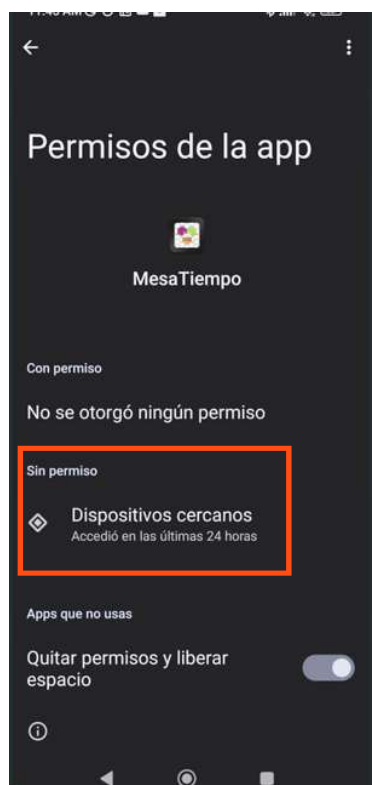 Permisos de la app
MesaTiempo
Con permiso
No se otorgó ningún permiso
Sin permiso
Dispositivos cercanos
Accedió en las últimas 24 horas
Apps que no usas
Quitar permisos y liberar
espacio